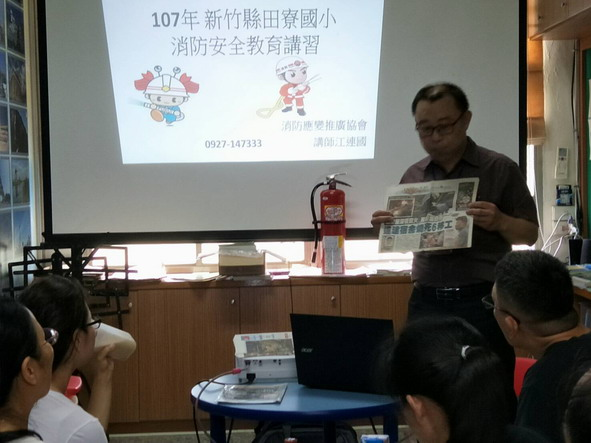 107年 新竹縣田寮國小
消防安全教育講習
消防應變推廣協會
0927-147333
講師江連國
acer